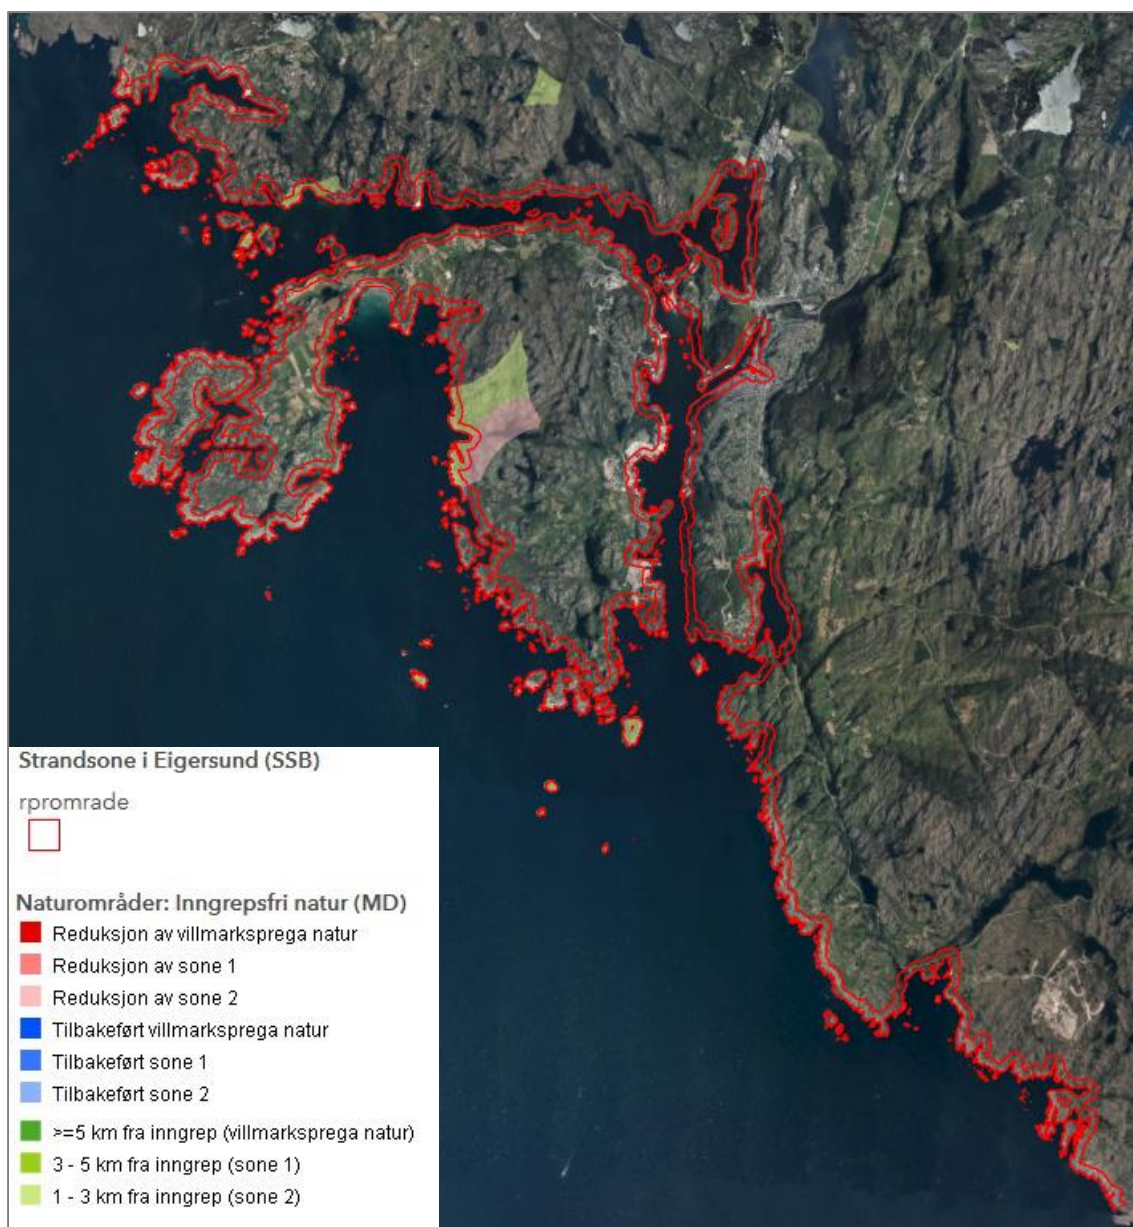 Strandsone i Eigersund (SSB)
rpromrade
Naturområder: Inngrepsfri natur (MD)
Reduksjon av villmarksprega natur
Reduksjon av sone 1
Reduksjon av sone 2
Tilbakeført villmarksprega natur
Tilbakeført sone 1
Tilbakeført sone 2
>=5 km fra inngrep (villmarksprega natur)
3 - 5 km fra inngrep (sone 1)
1 - 3 km fra inngrep (sone 2)